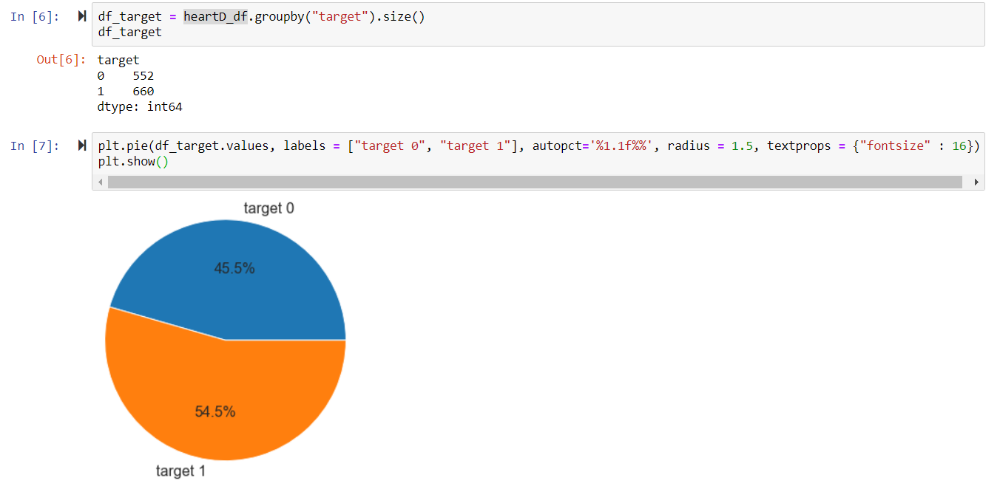 In [6]: df_target = heartD_df.groupby("target").size()
df_target
Out[6]: target
0    552
1    660
dtype: int64
In [7]: plt.pie(df_target.values, labels = ["target 0", "target 1"], autopct='%1.1f%%', radius = 1.5, textprops = {"fontsize" : 16})
plt.show()
target 0
45.5%
54.5%
target 1